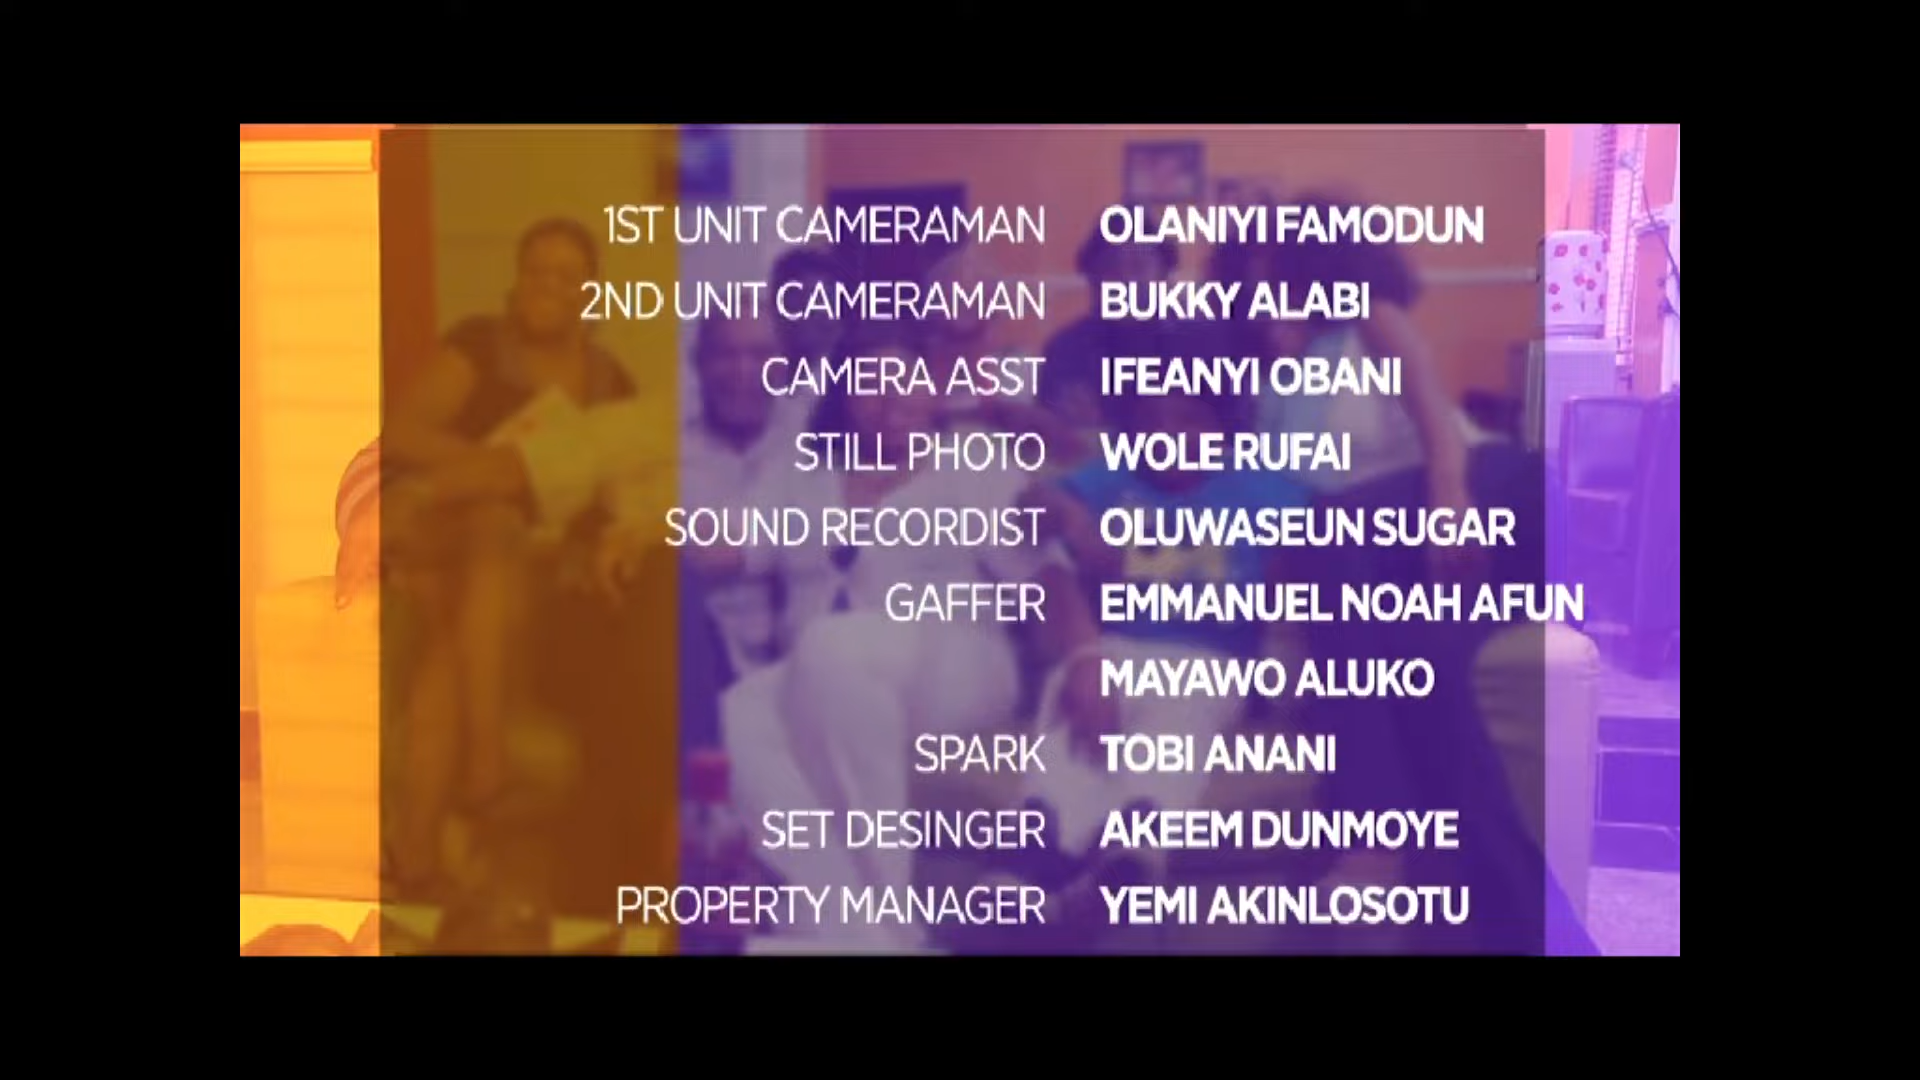 1ST UNIT CAMERAMAN OLANIYI FAMODUN
2ND UNIT CAMERAMAN BUKKY ALABI
CAMERA ASST IFEANYI OBANI
STILL PHOTO WOLE RUFAI
SOUND RECORDIST OLUWASEUN SUGAR
GAFFER EMMANUEL NOAH AFUN
MAYAWO ALUKO
SPARK TOBI ANANI
SET DESINGER AKEEM DUNMOYE
PROPERTY MANAGER YEMI AKINLOSOTU